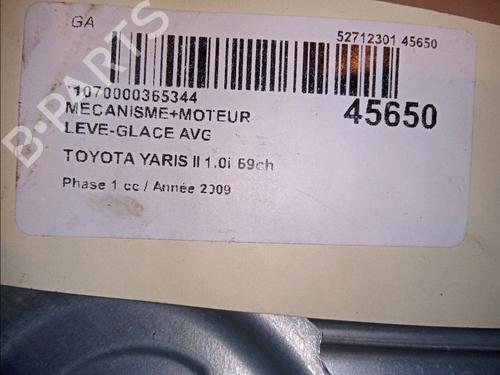 GA
52712301 45650
*1070000365344
45650
MECANISME+MOTEUR
LEVE-GLACE AVG
TOYOTA YARIS II 1.0i 69ch
Phase 1 cc / Année 2009
B-PARTS